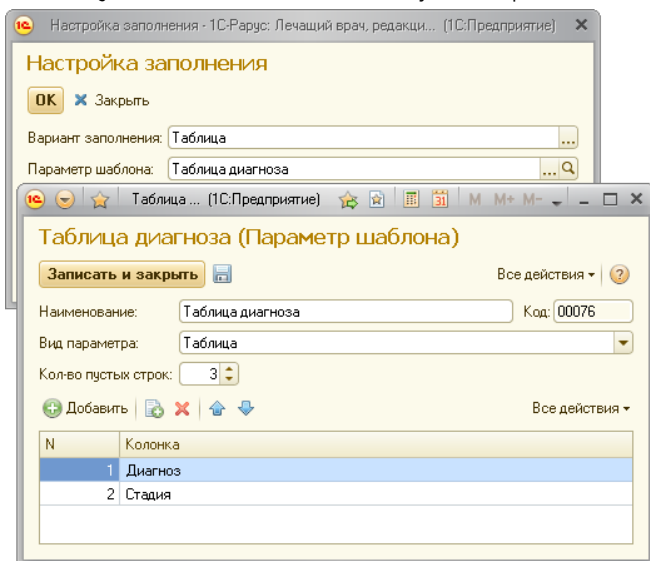 Настройка заполнения - 1С-Рарус: Лечащий врач, редакци... (1С:Предприятие)
Настройка заполнения
ОК Закрыть
Вариант заполнения: Таблица ...
Параметр шаблона: Таблица диагноза ...
Таблица ... (1С:Предприятие) 31 M M+ M-
Таблица диагноза (Параметр шаблона)
Записать и закрыть Все действия ?
Наименование: Таблица диагноза Код: 00076
Вид параметра: Таблица
Кол-во пустых строк: 3
Добавить Все действия
N Колонка
1 Диагноз
2 Стадия